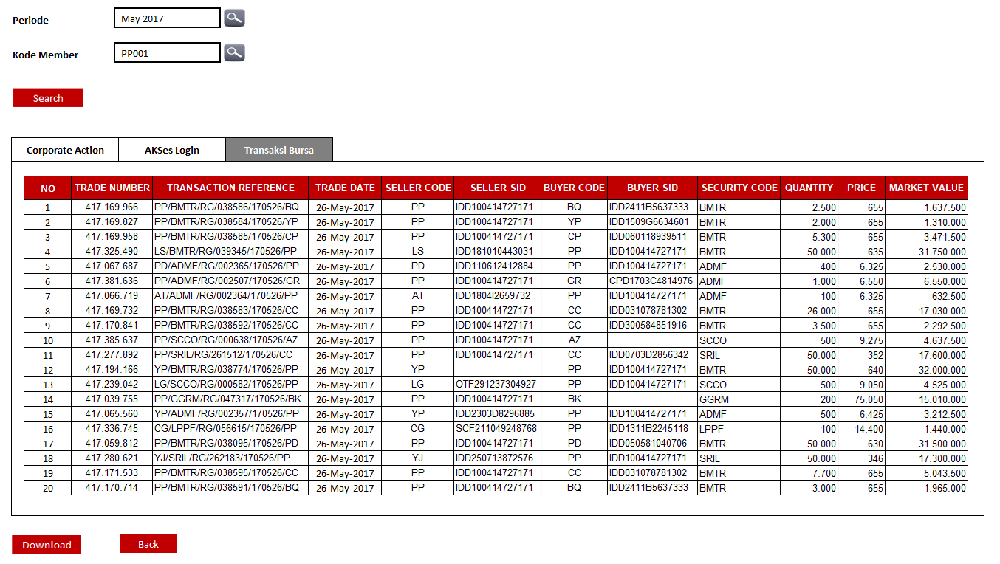 Periode May 2017
Kode Member PP001
Search
Corporate Action AKSes Login Transaksi Bursa
NO TRADE NUMBER TRANSACTION REFERENCE TRADE DATE SELLER CODE SELLER SID BUYER CODE BUYER SID SECURITY CODE QUANTITY PRICE MARKET VALUE
1 417.169.966 PP/BMTR/RG/038586/170526/BQ 26-May-2017 PP IDD100414727171 BQ IDD2411B5637333 BMTR 2.500 655 1.637.500
2 417.169.827 PP/BMTR/RG/038584/170526/YP 26-May-2017 PP IDD100414727171 YP IDD1509G6634601 BMTR 2.000 655 1.310.000
3 417.169.958 PP/BMTR/RG/038585/170526/CP 26-May-2017 PP IDD100414727171 CP IDD060118939511 BMTR 5.300 655 3.471.500
4 417.325.490 LS/BMTR/RG/039345/170526/PP 26-May-2017 LS IDD181010443031 PP IDD100414727171 BMTR 50.000 635 31.750.000
5 417.067.687 PD/ADMF/RG/002365/170526/PP 26-May-2017 PD IDD110612412884 PP IDD100414727171 ADMF 400 6.325 2.530.000
6 417.381.636 PP/ADMF/RG/002507/170526/GR 26-May-2017 PP IDD100414727171 GR CPD1703C4814976 ADMF 1.000 6.550 6.550.000
7 417.066.719 AT/ADMF/RG/002364/170526/PP 26-May-2017 AT IDD1804I2659732 PP IDD100414727171 ADMF 100 6.325 632.500
8 417.169.732 PP/BMTR/RG/038583/170526/CC 26-May-2017 PP IDD100414727171 CC IDD031078781302 BMTR 26.000 655 17.030.000
9 417.170.841 PP/BMTR/RG/038592/170526/CC 26-May-2017 PP IDD100414727171 CC IDD300584851916 BMTR 3.500 655 2.292.500
10 417.385.637 PP/SCCO/RG/000638/170526/AZ 26-May-2017 PP IDD100414727171 AZ SCCO 500 9.275 4.637.500
11 417.277.892 PP/SRIL/RG/261512/170526/CC 26-May-2017 PP IDD100414727171 CC IDD0703D2856342 SRIL 50.000 352 17.600.000
12 417.194.166 YP/BMTR/RG/038774/170526/PP 26-May-2017 YP PP IDD100414727171 BMTR 50.000 640 32.000.000
13 417.239.042 LG/SCCO/RG/000582/170526/PP 26-May-2017 LG OTF291237304927 PP IDD100414727171 SCCO 500 9.050 4.525.000
14 417.039.755 PP/GGRM/RG/047317/170526/BK 26-May-2017 PP IDD100414727171 BK GGRM 200 75.050 15.010.000
15 417.065.560 YP/ADMF/RG/002357/170526/PP 26-May-2017 YP IDD2303D8296885 PP IDD100414727171 ADMF 500 6.425 3.212.500
16 417.336.745 CG/LPPF/RG/056615/170526/PP 26-May-2017 CG SCF211049248768 PP IDD1311B2245118 LPPF 100 14.400 1.440.000
17 417.059.812 PP/BMTR/RG/038095/170526/PD 26-May-2017 PP IDD100414727171 PD IDD050581040706 BMTR 50.000 630 31.500.000
18 417.280.621 YJ/SRIL/RG/262183/170526/PP 26-May-2017 YJ IDD250713872576 PP IDD100414727171 SRIL 50.000 346 17.300.000
19 417.171.533 PP/BMTR/RG/038595/170526/CC 26-May-2017 PP IDD100414727171 CC IDD031078781302 BMTR 7.700 655 5.043.500
20 417.170.714 PP/BMTR/RG/038591/170526/BQ 26-May-2017 PP IDD100414727171 BQ IDD2411B5637333 BMTR 3.000 655 1.965.000
Download Back